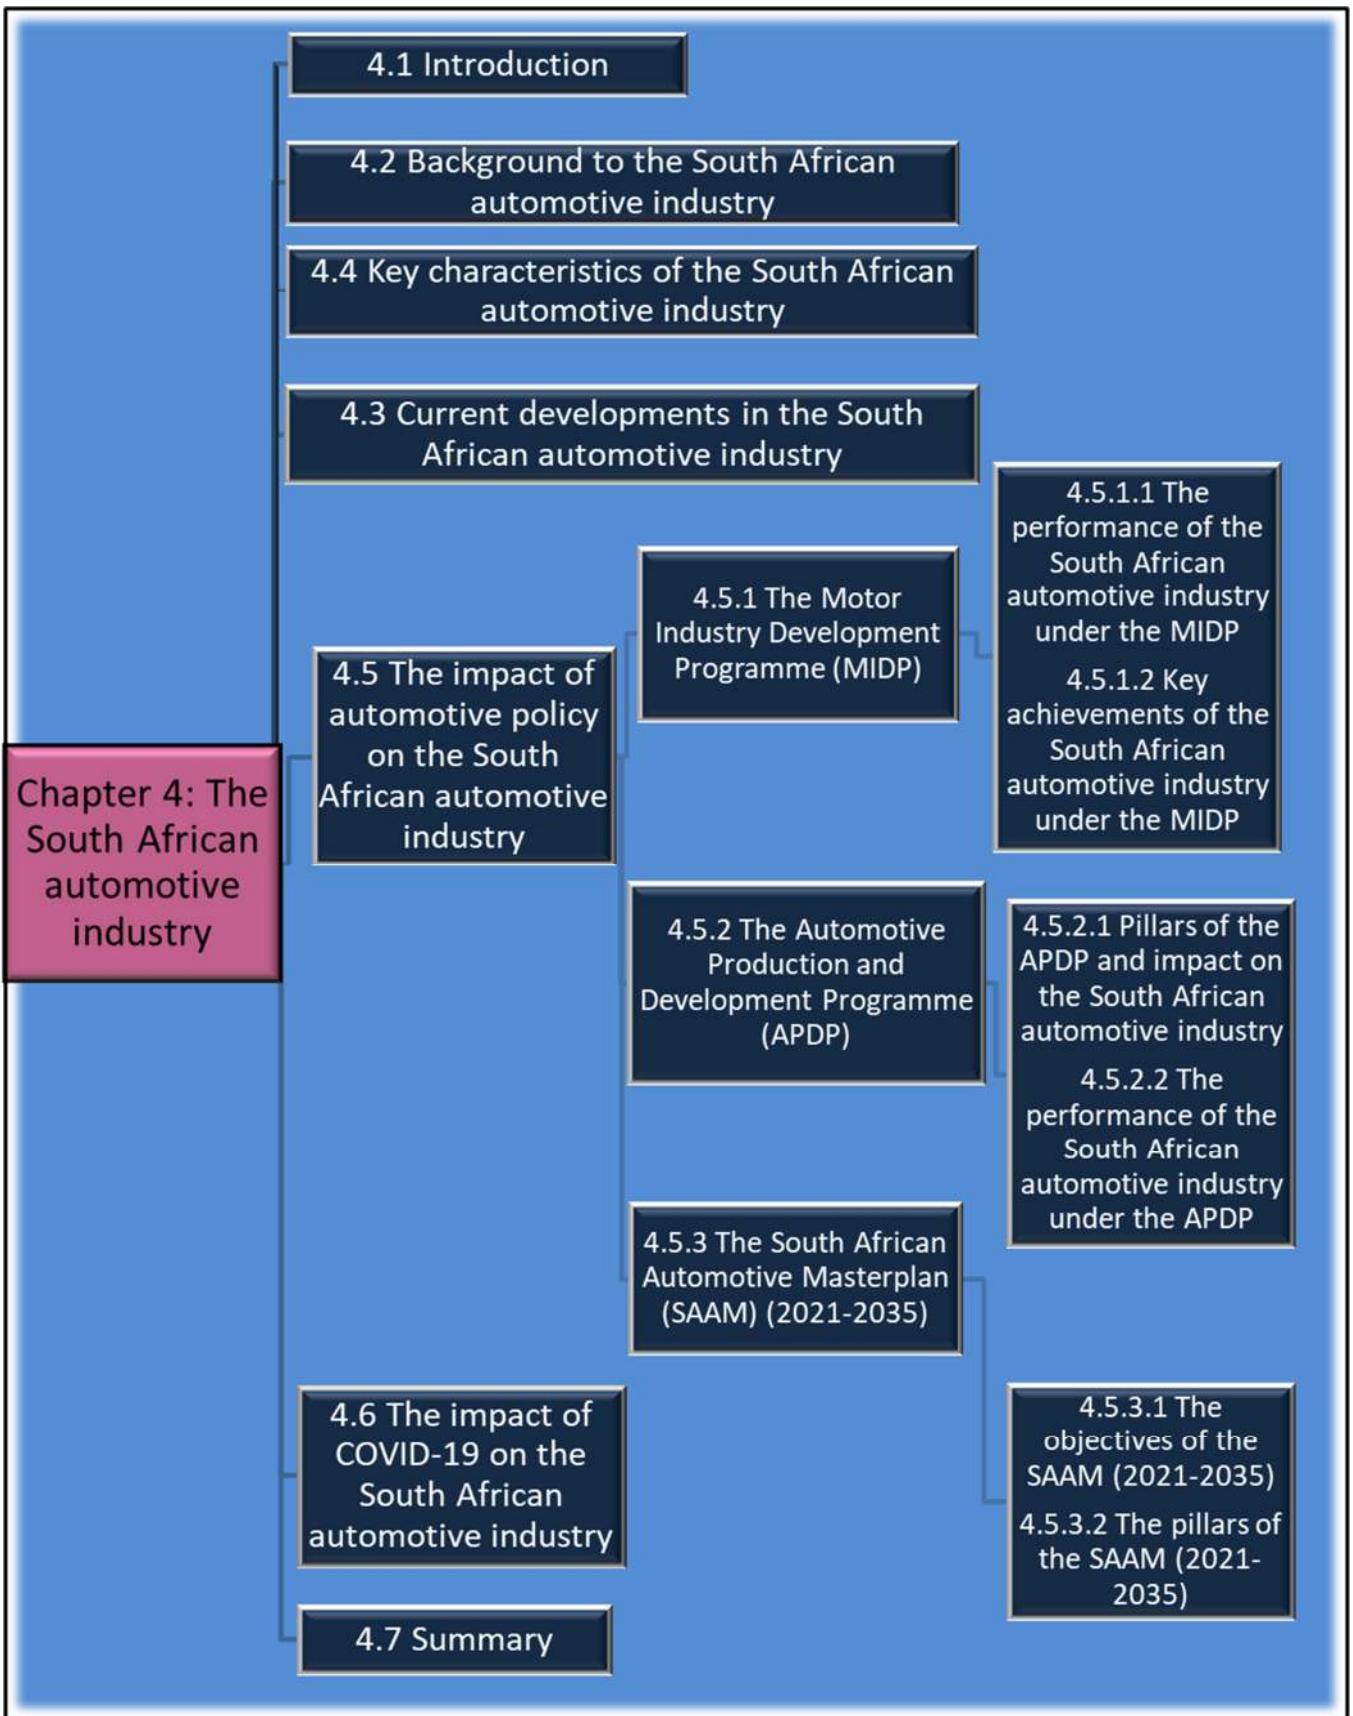 4.1 Introduction
4.2 Background to the South African
automotive industry
4.4 Key characteristics of the South African
automotive industry
4.3 Current developments in the South
African automotive industry
Chapter 4: The
South African
automotive
industry
4.5 The impact of
automotive policy
on the South
African automotive
industry
4.5.1 The Motor
Industry Development
Programme (MIDP)
4.5.1.1 The
performance of the
South African
automotive industry
under the MIDP
4.5.1.2 Key
achievements of the
South African
automotive industry
under the MIDP
4.5.2 The Automotive
Production and
Development Programme
(APDP)
4.5.2.1 Pillars of the
APDP and impact on
the South African
automotive industry
4.5.2.2 The
performance of the
South African
automotive industry
under the APDP
4.5.3 The South African
Automotive Masterplan
(SAAM) (2021-2035)
4.5.3.1 The
objectives of the
SAAM (2021-2035)
4.5.3.2 The pillars of
the SAAM (2021-
2035)
4.6 The impact of
COVID-19 on the
South African
automotive industry
4.7 Summary